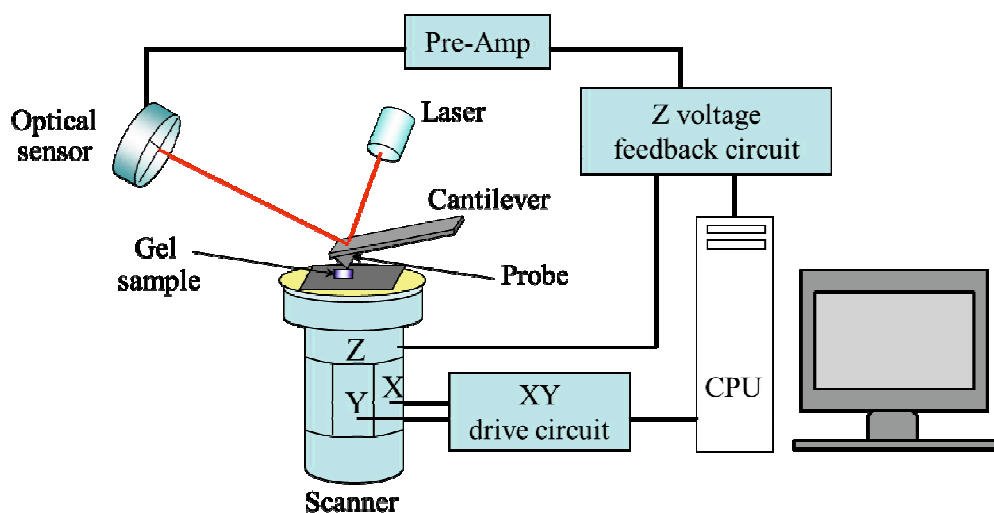 Pre-Amp
Optical
sensor
Laser
Z voltage
feedback circuit
Cantilever
Gel
sample
Probe
Z
X
Y
XY
drive circuit
CPU
Scanner